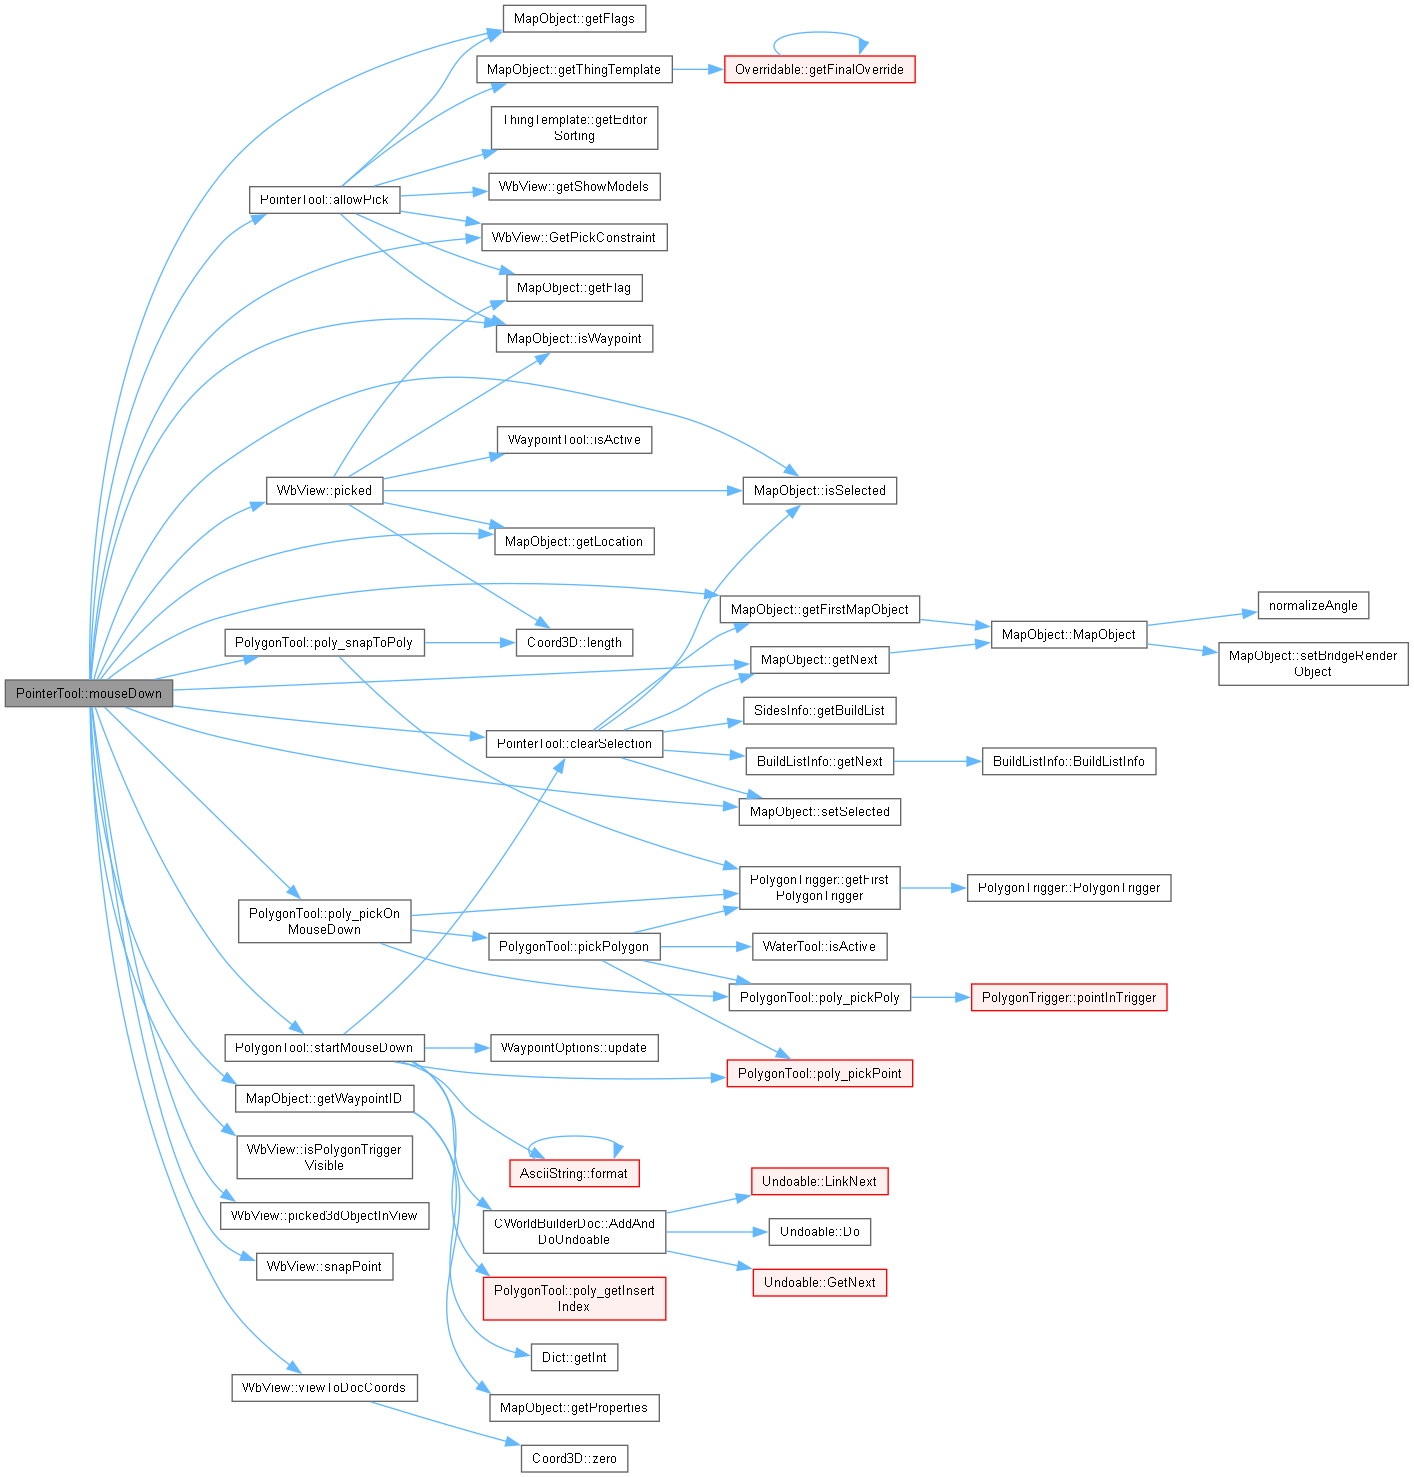 MapObject::getFlags
MapObject::getThingTemplate
Overridable::getFinalOverride
ThingTemplate::getEditor
Sorting
PointerTool::allowPick
WbView::getShowModels
WbView::GetPickConstraint
MapObject::getFlag
MapObject::isWaypoint
WaypointTool::isActive
WbView::picked
MapObject::isSelected
MapObject::getLocation
MapObject::getFirstMapObject
normalizeAngle
MapObject::MapObject
PolygonTool::poly_snapToPoly
Coord3D::length
MapObject::getNext
MapObject::setBridgeRender
Object
PointerTool::mouseDown
SidesInfo::getBuildList
PointerTool::clearSelection
BuildListInfo::getNext
BuildListInfo::BuildListInfo
MapObject::setSelected
PolygonTrigger::getFirst
PolygonTrigger
PolygonTrigger::PolygonTrigger
PolygonTool::poly_pickOn
MouseDown
PolygonTool::pickPolygon
WaterTool::isActive
PolygonTool::poly_pickPoly
PolygonTrigger::pointInTrigger
PolygonTool::startMouseDown
WaypointOptions::update
PolygonTool::poly_pickPoint
MapObject::getWaypointID
WbView::isPolygonTrigger
Visible
AsciiString::format
Undoable::LinkNext
WbView::picked3dObjectInView
CWorldBuilderDoc::AddAnd
DoUndoable
Undoable::Do
WbView::snapPoint
Undoable::GetNext
PolygonTool::poly_getInsert
Index
Dict::getInt
WbView::viewToDocCoords
MapObject::getProperties
Coord3D::zero